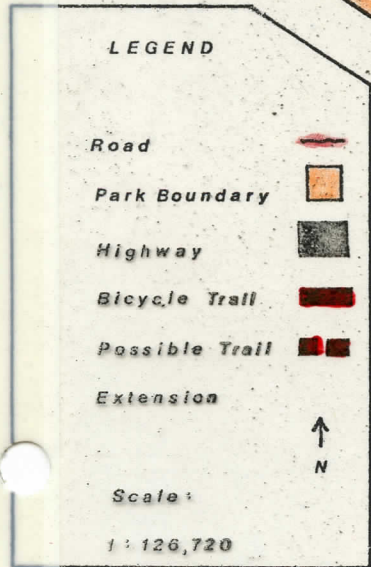 LEGEND
Road
Park Boundary
Highway
Bicycle Trail
Possible Trail
Extension
N
Scale:
1:126,720